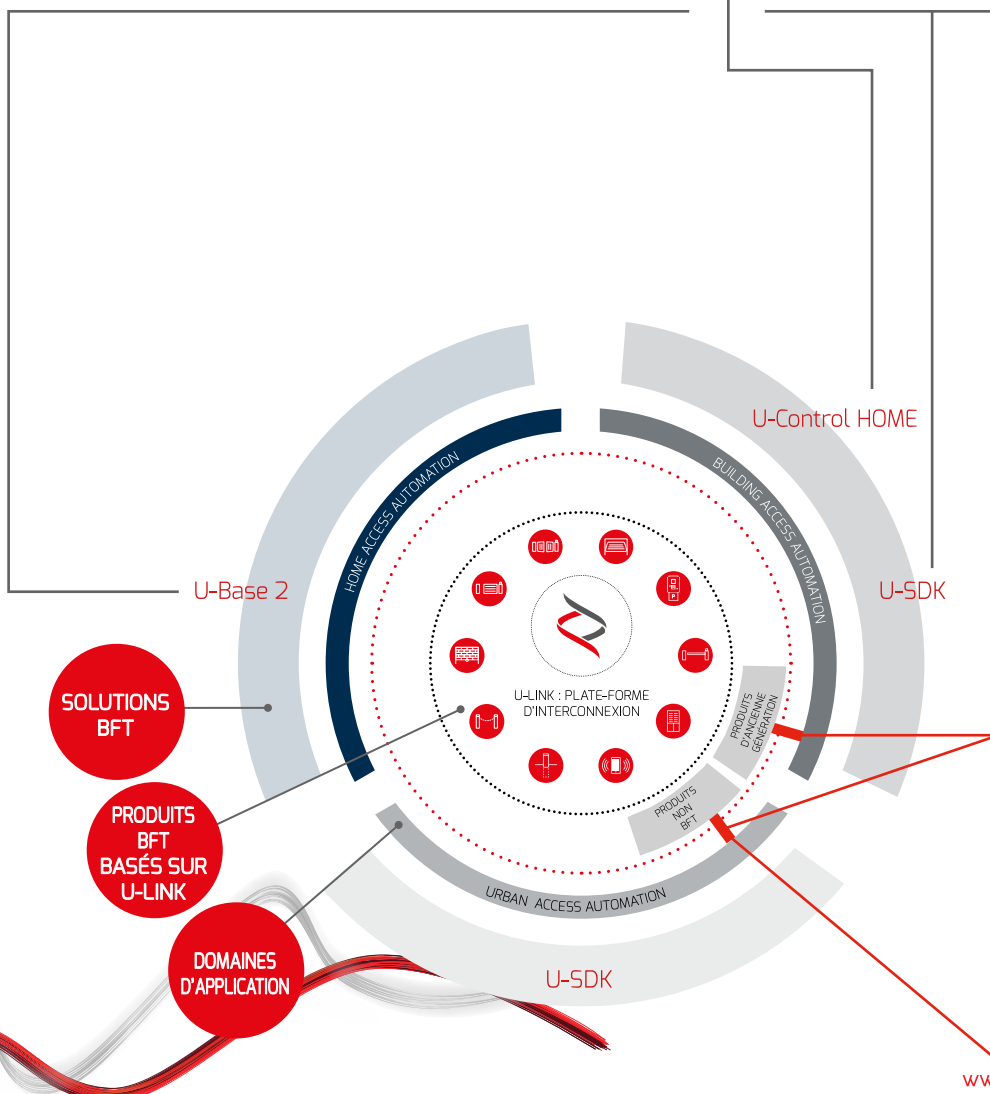 U-Control HOME
HOME ACCESS AUTOMATION
BUILDING ACCESS AUTOMATION
U-Base 2
U-SDK
P
SOLUTIONS
BFT
U-LINK : PLATE-FORME
D'INTERCONNEXION
PRODUITS
D'ANCIENNE
GÉNÉRATION
PRODUITS
NON
BFT
PRODUITS
BFT
BASÉS SUR
U-LINK
URBAN ACCESS AUTOMATION
DOMAINES
D'APPLICATION
U-SDK